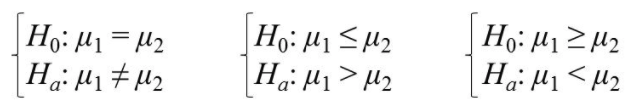 H₀: μ₁ = μ₂ H₀: μ₁ ≤ μ₂ H₀: μ₁ ≥ μ₂
Hₐ: μ₁ ≠ μ₂ Hₐ: μ₁ > μ₂ Hₐ: μ₁ < μ₂